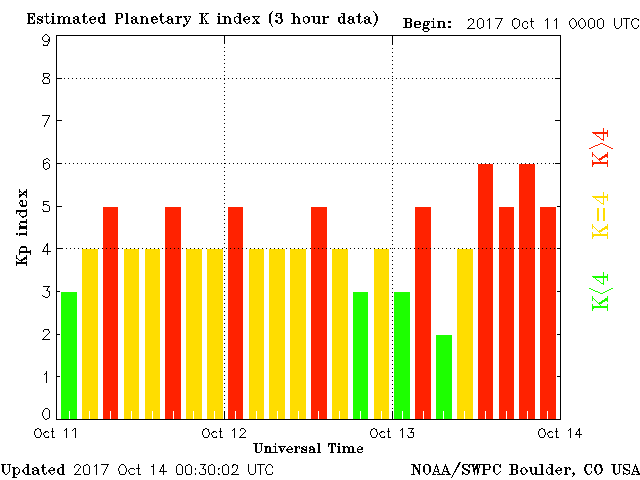 Estimated Planetary K index (3 hour data)
Begin: 2017 Oct 11 0000 UTC
9
8
7
6
5
4
3
2
1
0
Kp index
K>4
K=4
K<4
Oct 11
Oct 12
Oct 13
Oct 14
Universal Time
Updated 2017 Oct 14 00:30:02 UTC
NOAA/SWPC Boulder, CO USA